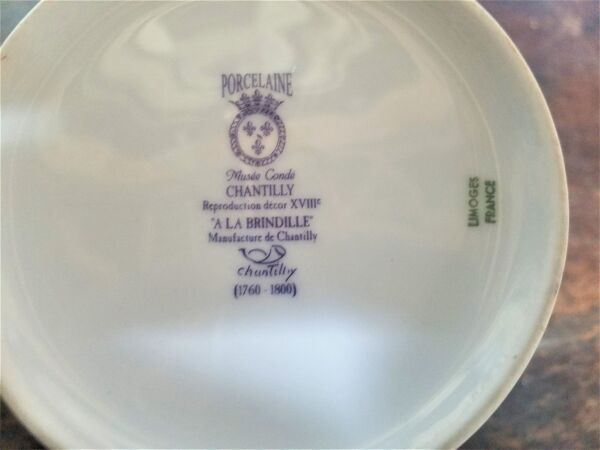 PORCELAINE
Musée Condé
CHANTILLY
Reproduction décor XVIIIᵉ
"A LA BRINDILLE"
Manufacture de Chantilly
chantilly
(1760 - 1800)
LIMOGES
FRANCE